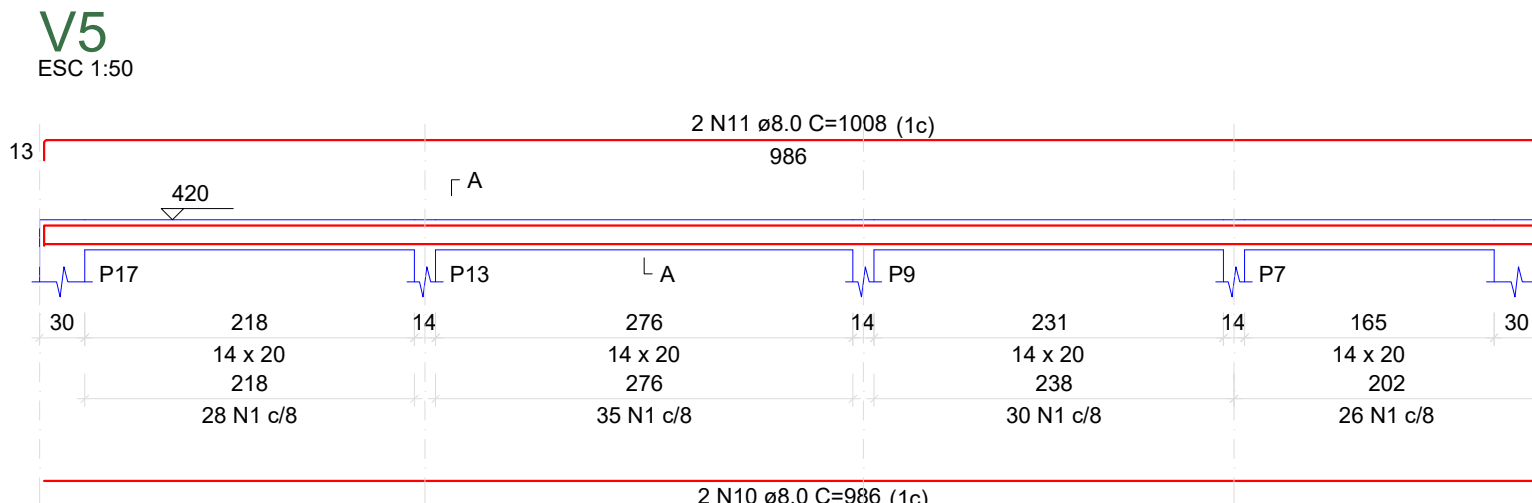 V5
ESC 1:50
2 N11 ø8.0 C=1008 (1c)
13
986
A
420
P17
P13
A
P9
P7
30 218 14 276 14 231 14 165 30
14 x 20 14 x 20 14 x 20 14 x 20
218 276 238 202
28 N1 c/8 35 N1 c/8 30 N1 c/8 26 N1 c/8
2 N10 ø8.0 C=986 (1c)